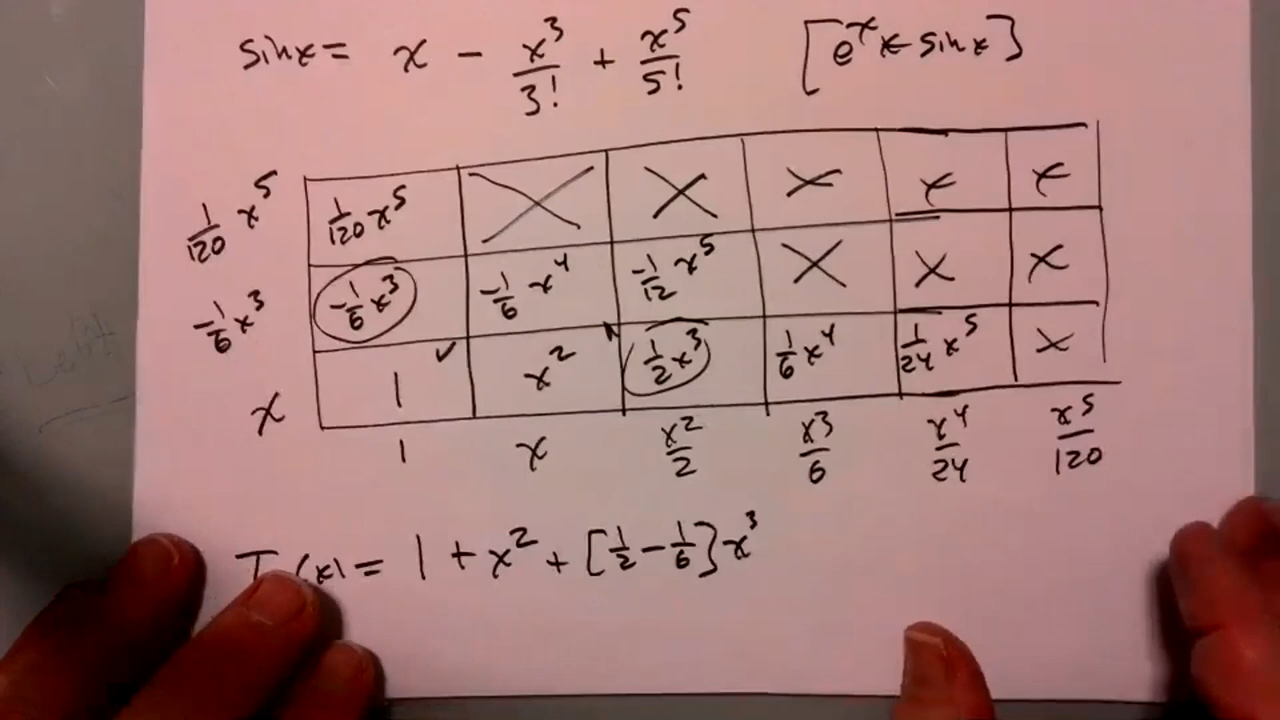 sinx = x - x³/3! + x⁵/5! [eˣ x sinx]
1/120 x⁵ 1/120 x⁵ X X X X X
-1/6 x³ -1/6 x³ -1/6 x⁴ -1/12 x⁵ X X X
x 1 ✓ x² 1/2 x³ 1/6 x⁴ 1/24 x⁵ X
1 x x²/2 x³/6 x⁴/24 x⁵/120
T (x) = 1 + x² + [1/2 - 1/6] x³